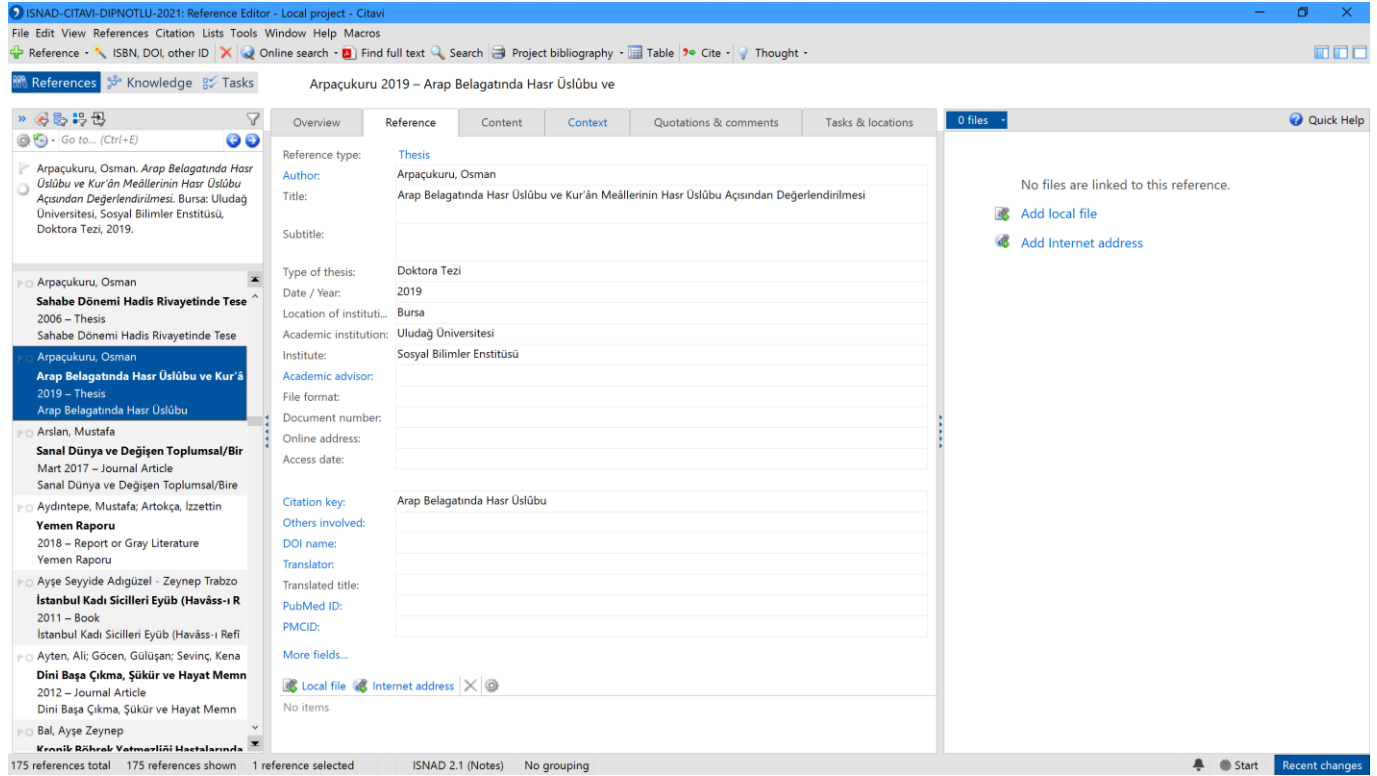 ISNAD-CITAVI-DIPNOTLU-2021: Reference Editor - Local project - Citavi
File Edit View References Citation Lists Tools Window Help Macros
Reference ISBN, DOI, other ID Online search Find full text Search Project bibliography Table Cite Thought
References Knowledge Tasks
Arpaçukuru 2019 – Arap Belagatında Hasr Üslûbu ve
Go to... (Ctrl+E)
Arpaçukuru, Osman. Arap Belagatında Hasr
Üslûbu ve Kur’ân Meâllerinin Hasr Üslûbu
Açısından Değerlendirilmesi. Bursa: Uludağ
Üniversitesi, Sosyal Bilimler Enstitüsü,
Doktora Tezi, 2019.
Arpaçukuru, Osman
Sahabe Dönemi Hadis Rivayetinde Tese
2006 – Thesis
Sahabe Dönemi Hadis Rivayetinde Tese
Arpaçukuru, Osman
Arap Belagatında Hasr Üslûbu ve Kur’â
2019 – Thesis
Arap Belagatında Hasr Üslûbu
Arslan, Mustafa
Sanal Dünya ve Değişen Toplumsal/Bir
Mart 2017 – Journal Article
Sanal Dünya ve Değişen Toplumsal/Bire
Aydıntepe, Mustafa; Artokça, İzzettin
Yemen Raporu
2018 – Report or Gray Literature
Yemen Raporu
Ayşe Seyyide Adıgüzel - Zeynep Trabzo
İstanbul Kadı Sicilleri Eyüb (Havâss-ı R
2011 – Book
İstanbul Kadı Sicilleri Eyüb (Havâss-ı Refî
Ayten, Ali; Göcen, Gülüşan; Sevinç, Kena
Dini Başa Çıkma, Şükür ve Hayat Memn
2012 – Journal Article
Dini Başa Çıkma, Şükür ve Hayat Memn
Bal, Ayşe Zeynep
Kronik Böbrek Yetmezliği Hastalarında
Overview Reference Content Context Quotations & comments Tasks & locations
Reference type: Thesis
Author: Arpaçukuru, Osman
Title: Arap Belagatında Hasr Üslûbu ve Kur’ân Meâllerinin Hasr Üslûbu Açısından Değerlendirilmesi
Subtitle:
Type of thesis: Doktora Tezi
Date / Year: 2019
Location of instituti... Bursa
Academic institution: Uludağ Üniversitesi
Institute: Sosyal Bilimler Enstitüsü
Academic advisor:
File format:
Document number:
Online address:
Access date:
Citation key: Arap Belagatında Hasr Üslûbu
Others involved:
DOI name:
Translator:
Translated title:
PubMed ID:
PMCID:
More fields...
Local file Internet address
No items
0 files Quick Help
No files are linked to this reference.
Add local file
Add Internet address
175 references total 175 references shown 1 reference selected ISNAD 2.1 (Notes) No grouping Start Recent changes